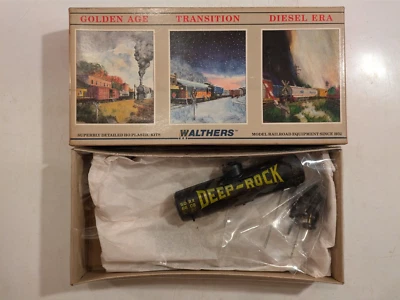 GOLDEN AGE
TRANSITION
DIESEL ERA
SUPERBLY DETAILED HO PLASTIC KITS
WALTHERS
MODEL RAILROAD EQUIPMENT SINCE 1932
DEEP-ROCK